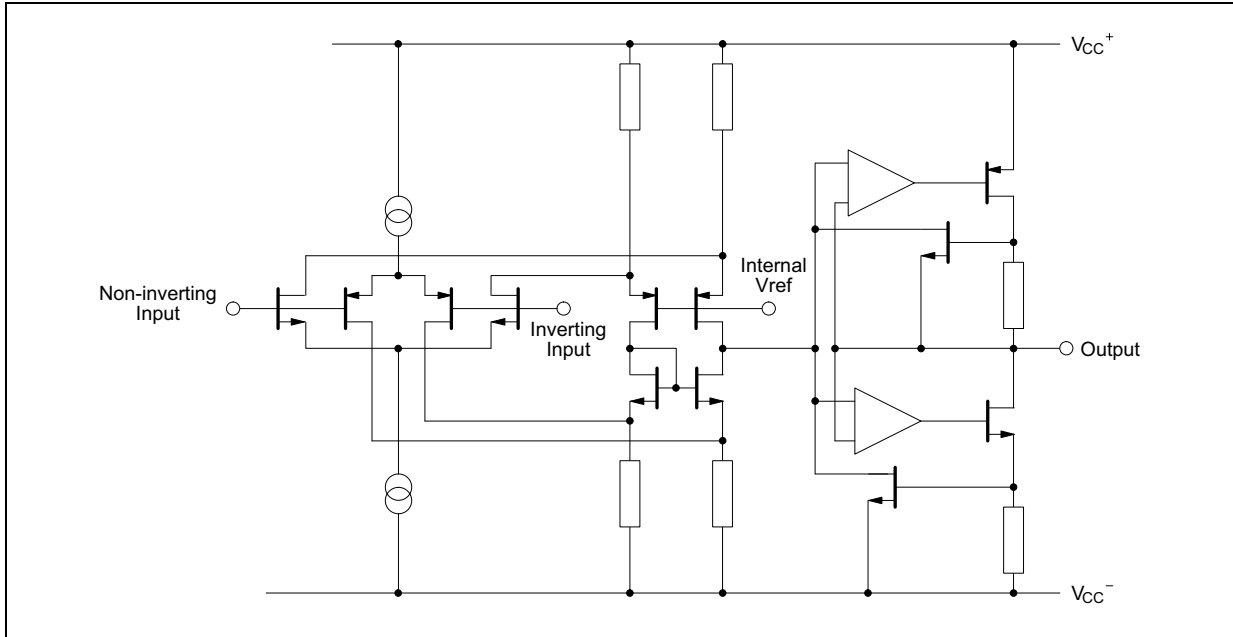 VCC+
Non-inverting
Input
Inverting
Input
Internal
Vref
Output
VCC−